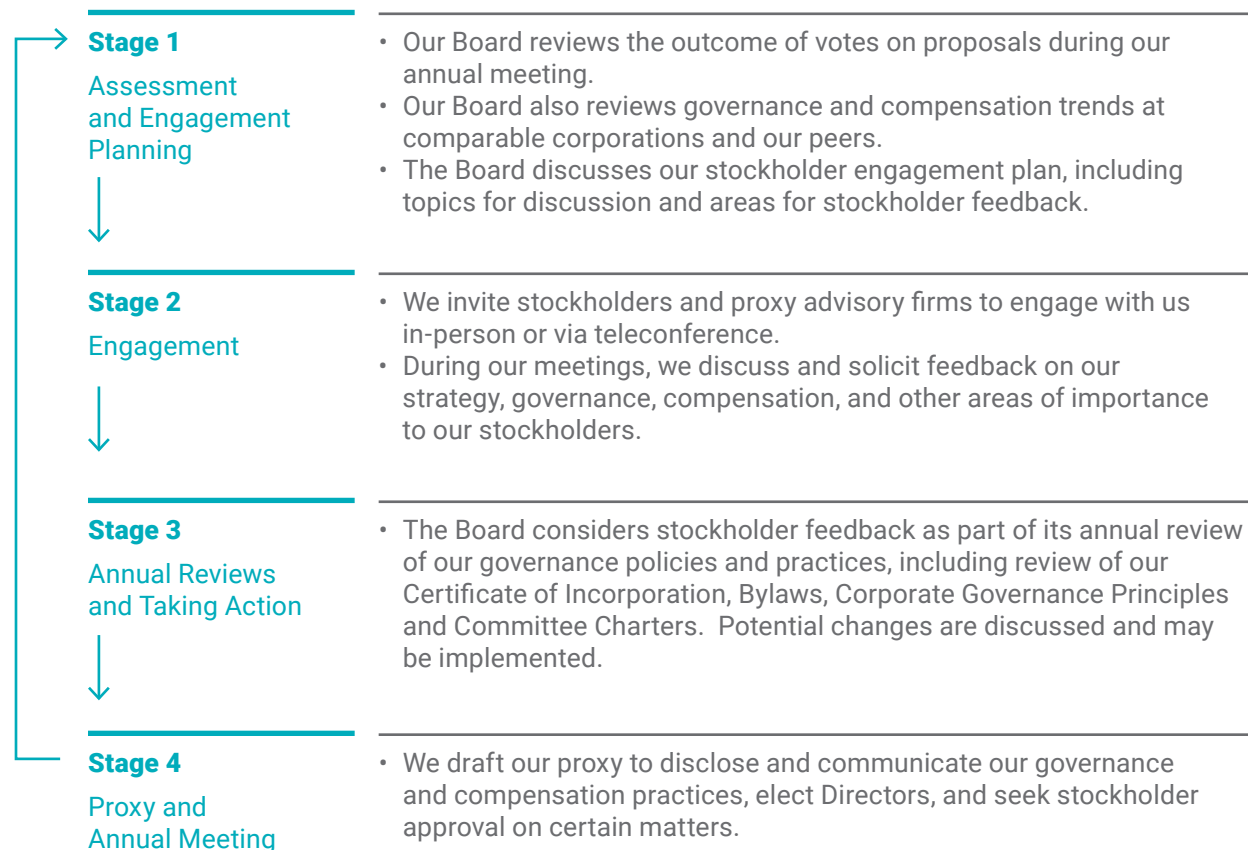 Stage 1
Assessment
and Engagement
Planning
• Our Board reviews the outcome of votes on proposals during our
annual meeting.
• Our Board also reviews governance and compensation trends at
comparable corporations and our peers.
• The Board discusses our stockholder engagement plan, including
topics for discussion and areas for stockholder feedback.
Stage 2
Engagement
• We invite stockholders and proxy advisory firms to engage with us
in-person or via teleconference.
• During our meetings, we discuss and solicit feedback on our
strategy, governance, compensation, and other areas of importance
to our stockholders.
Stage 3
Annual Reviews
and Taking Action
• The Board considers stockholder feedback as part of its annual review
of our governance policies and practices, including review of our
Certificate of Incorporation, Bylaws, Corporate Governance Principles
and Committee Charters.  Potential changes are discussed and may
be implemented.
Stage 4
Proxy and
Annual Meeting
• We draft our proxy to disclose and communicate our governance
and compensation practices, elect Directors, and seek stockholder
approval on certain matters.